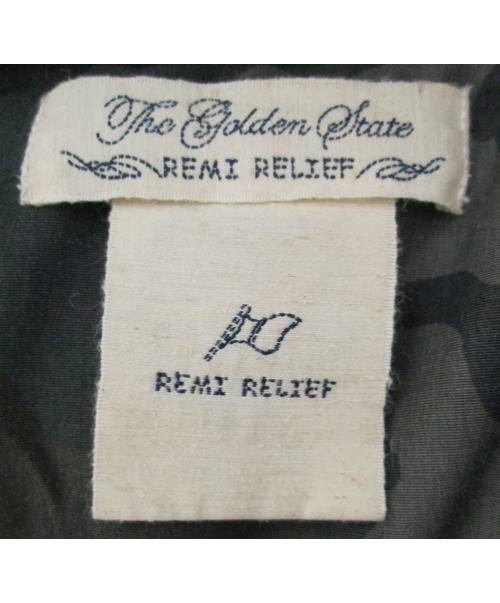 The Golden State
REMI RELIEF
REMI RELIEF